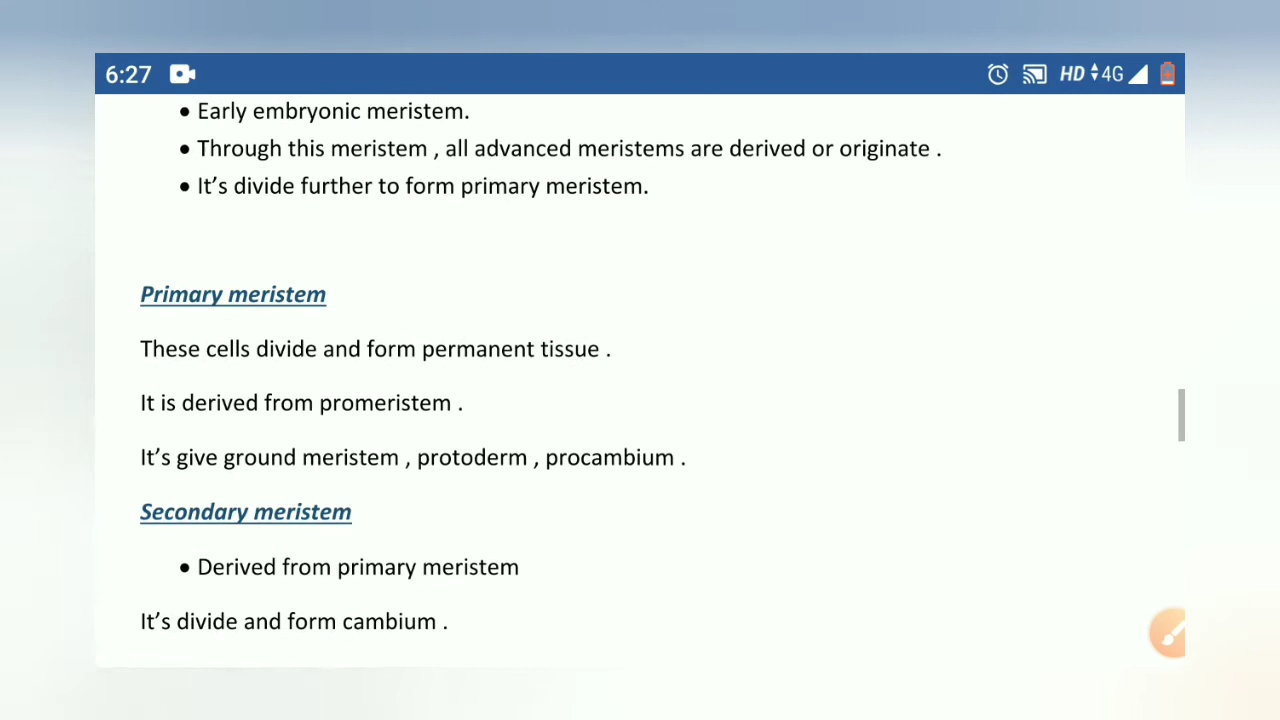 6:27 HD 4G
• Early embryonic meristem.
• Through this meristem , all advanced meristems are derived or originate .
• It’s divide further to form primary meristem.
Primary meristem
These cells divide and form permanent tissue .
It is derived from promeristem .
It’s give ground meristem , protoderm , procambium .
Secondary meristem
• Derived from primary meristem
It’s divide and form cambium .